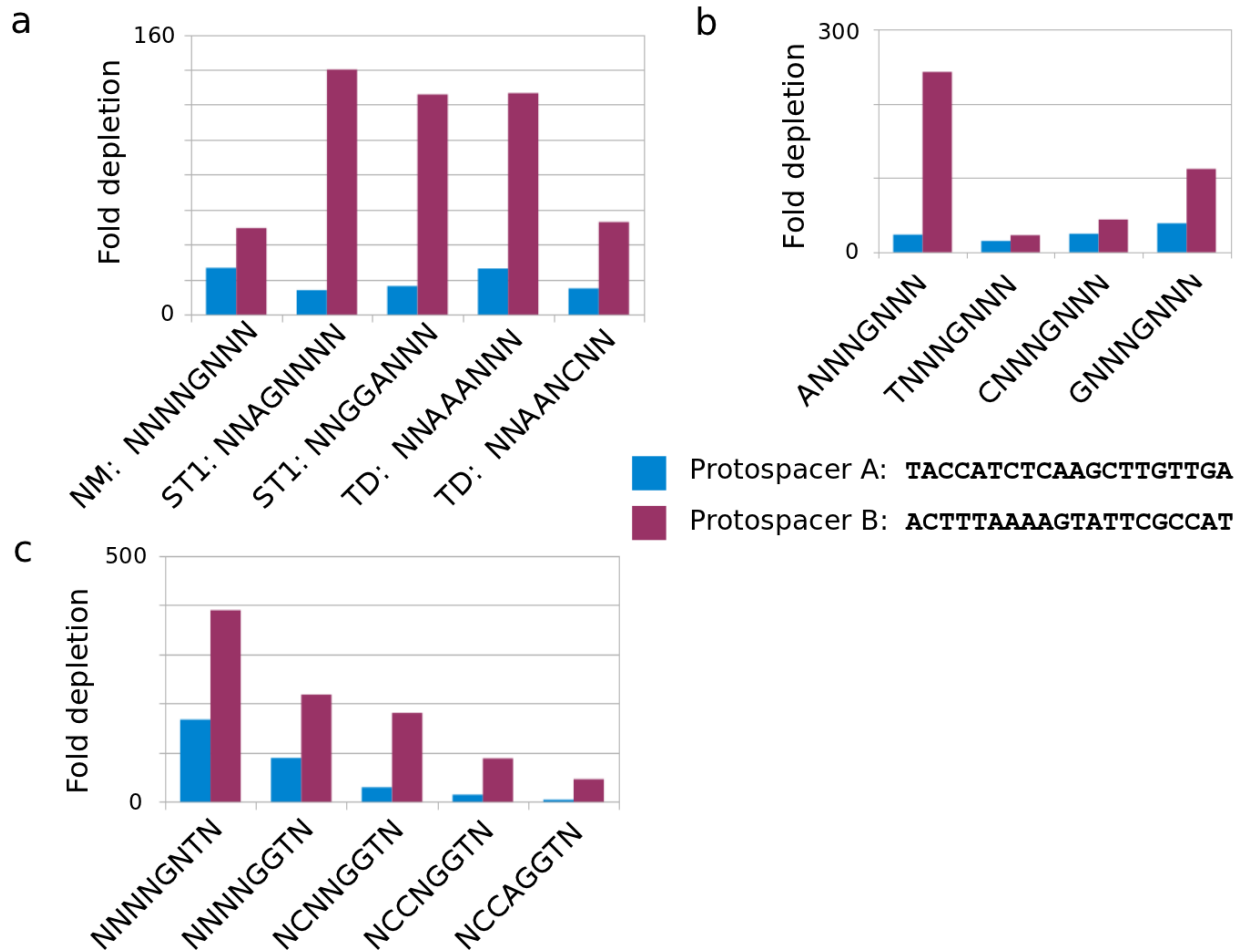 a
160
Fold depletion
0
NM: NNNNGNNN
ST1: NNAGNNNN
ST1: NNGGANNN
TD: NNAAANNN
TD: NNAANCNN
b
300
Fold depletion
0
ANNNGNNN
TNNNGNNN
CNNNGNNN
GNNNGNNN
Protospacer A: TACCATCTCAAGCTTGTTGA
Protospacer B: ACTTTAAAAGTATTCGCCAT
c
500
Fold depletion
0
NNNNGNTN
NNNNGGTN
NCNNGGTN
NCCNGGTN
NCCAGGTN